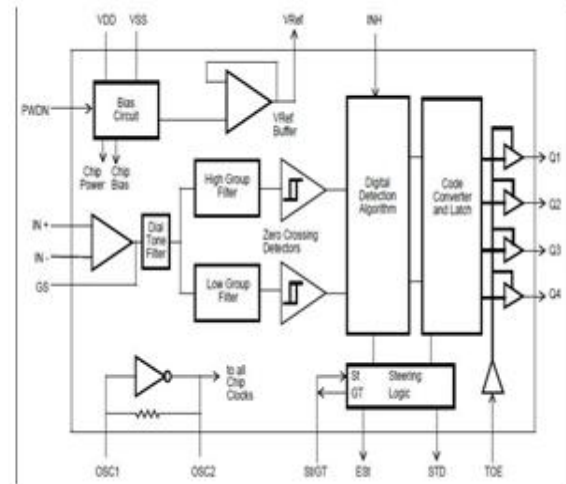 VDD VSS VRef INH
PWDN
Bias
Circuit
VRef
Buffer
Chip
Power
Chip
Bias
High Group
Filter
Digital
Detection
Algorithm
Code
Converter
and Latch
Q1
Q2
Q3
Q4
IN +
IN -
GS
Dial
Tone
Filter
Zero Crossing
Detectors
Low Group
Filter
to all
Chip
Clocks
St Steering
GT Logic
OSC1 OSC2 St/GT ESt STD TOE